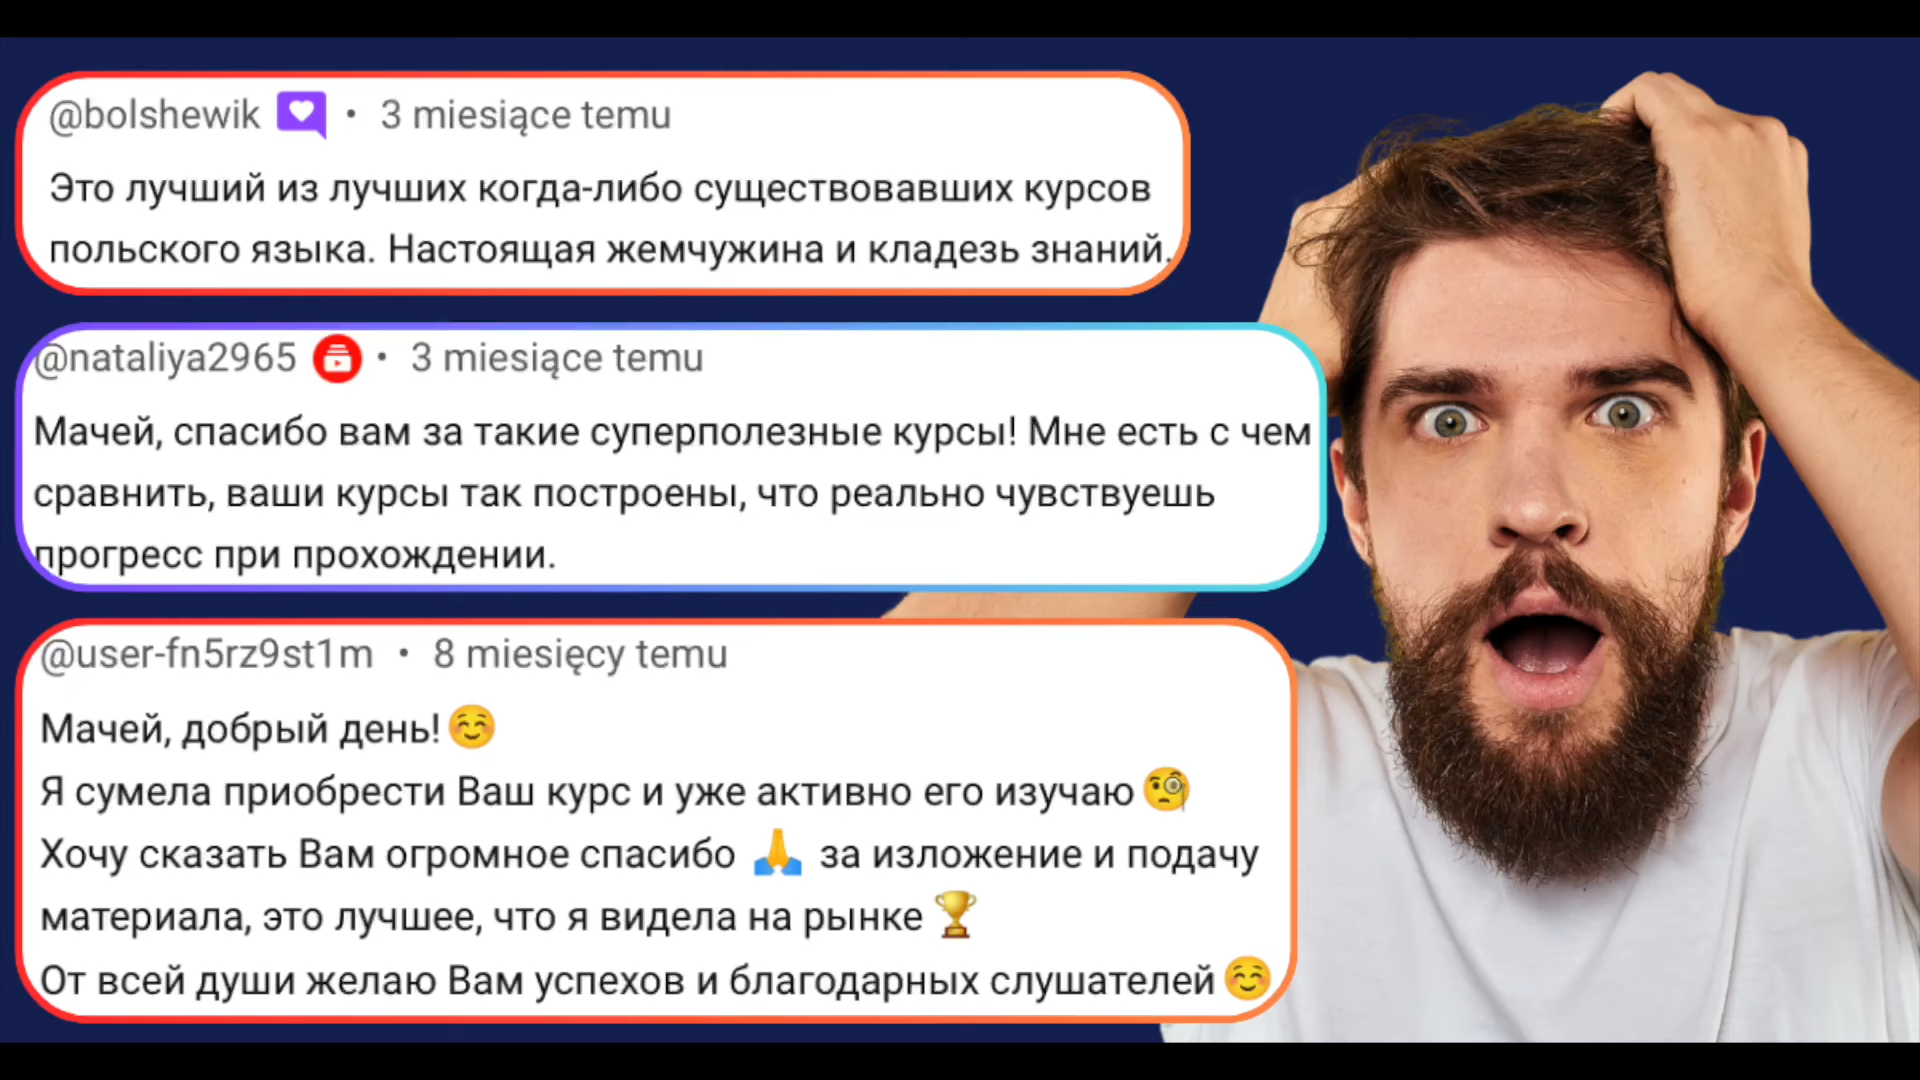 @bolshewik • 3 miesiące temu
Это лучший из лучших когда-либо существовавших курсов
польского языка. Настоящая жемчужина и кладезь знаний.
@nataliya2965 • 3 miesiące temu
Мачей, спасибо вам за такие суперполезные курсы! Мне есть с чем
сравнить, ваши курсы так построены, что реально чувствуешь
прогресс при прохождении.
@user-fn5rz9st1m • 8 miesięcy temu
Мачей, добрый день! ☺️
Я сумела приобрести Ваш курс и уже активно его изучаю 🧐
Хочу сказать Вам огромное спасибо 🙏 за изложение и подачу
материала, это лучшее, что я видела на рынке 🏆
От всей души желаю Вам успехов и благодарных слушателей ☺️